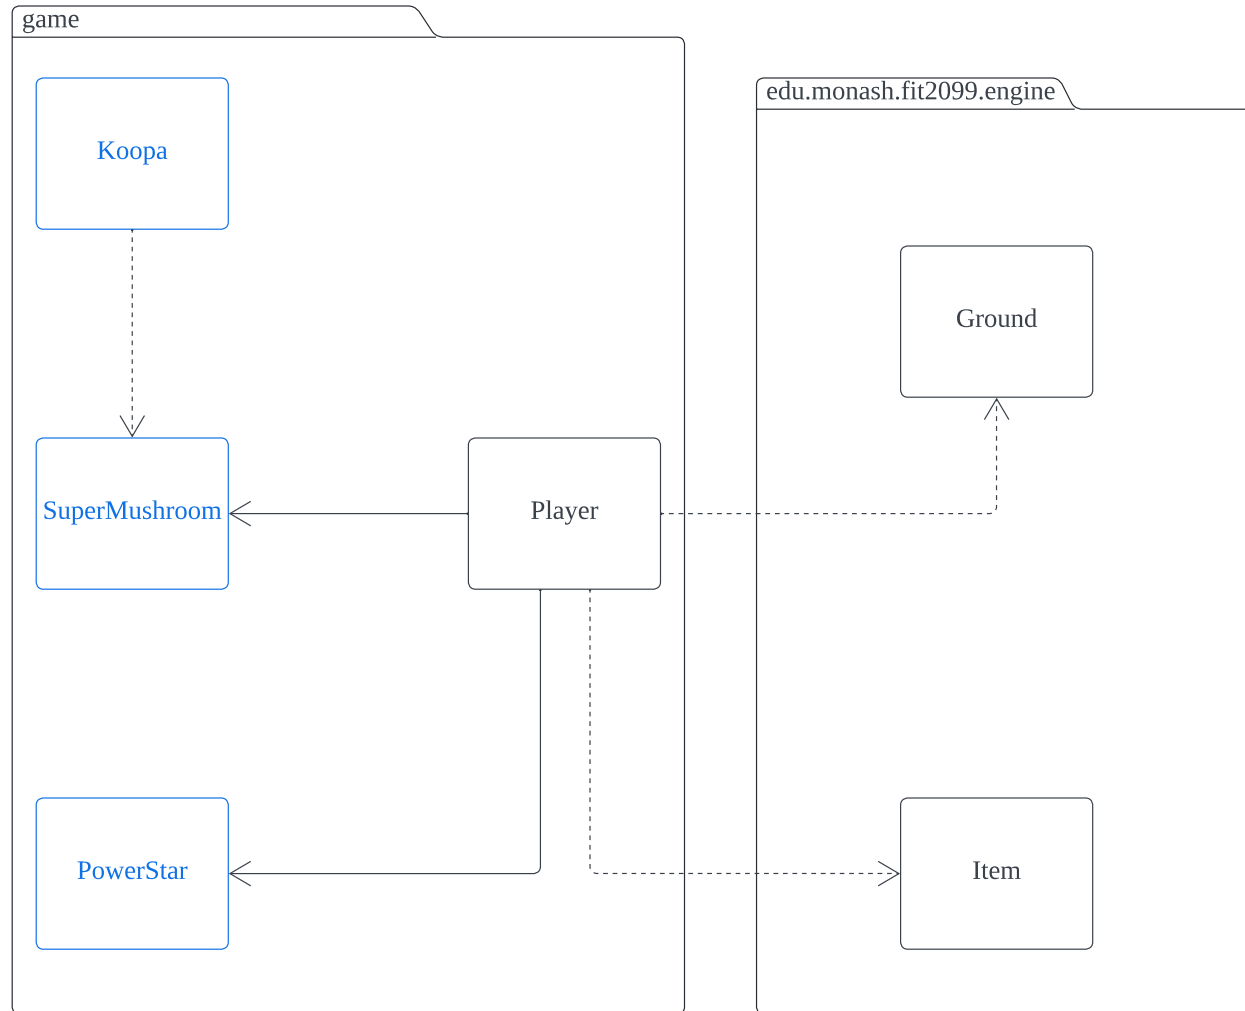 game
edu.monash.fit2099.engine
Koopa
Ground
SuperMushroom
Player
PowerStar
Item